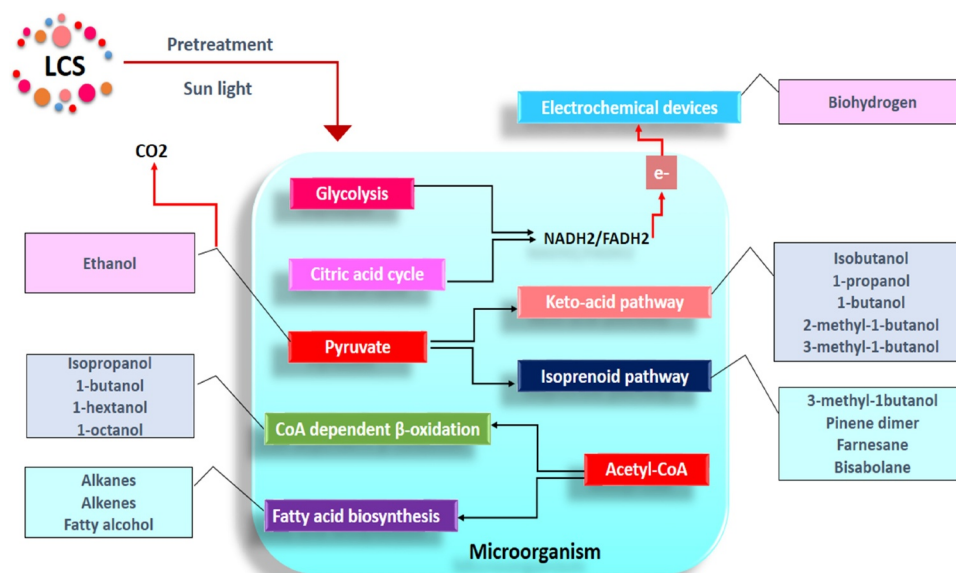 LCS
Pretreatment
Sun light
Electrochemical devices
Biohydrogen
CO2
e-
Glycolysis
NADH2/FADH2
Ethanol
Citric acid cycle
Keto-acid pathway
Isobutanol
1-propanol
1-butanol
2-methyl-1-butanol
3-methyl-1-butanol
Pyruvate
Isoprenoid pathway
Isopropanol
1-butanol
1-hextanol
1-octanol
CoA dependent β-oxidation
3-methyl-1butanol
Pinene dimer
Farnesane
Bisabolane
Acetyl-CoA
Alkanes
Alkenes
Fatty alcohol
Fatty acid biosynthesis
Microorganism